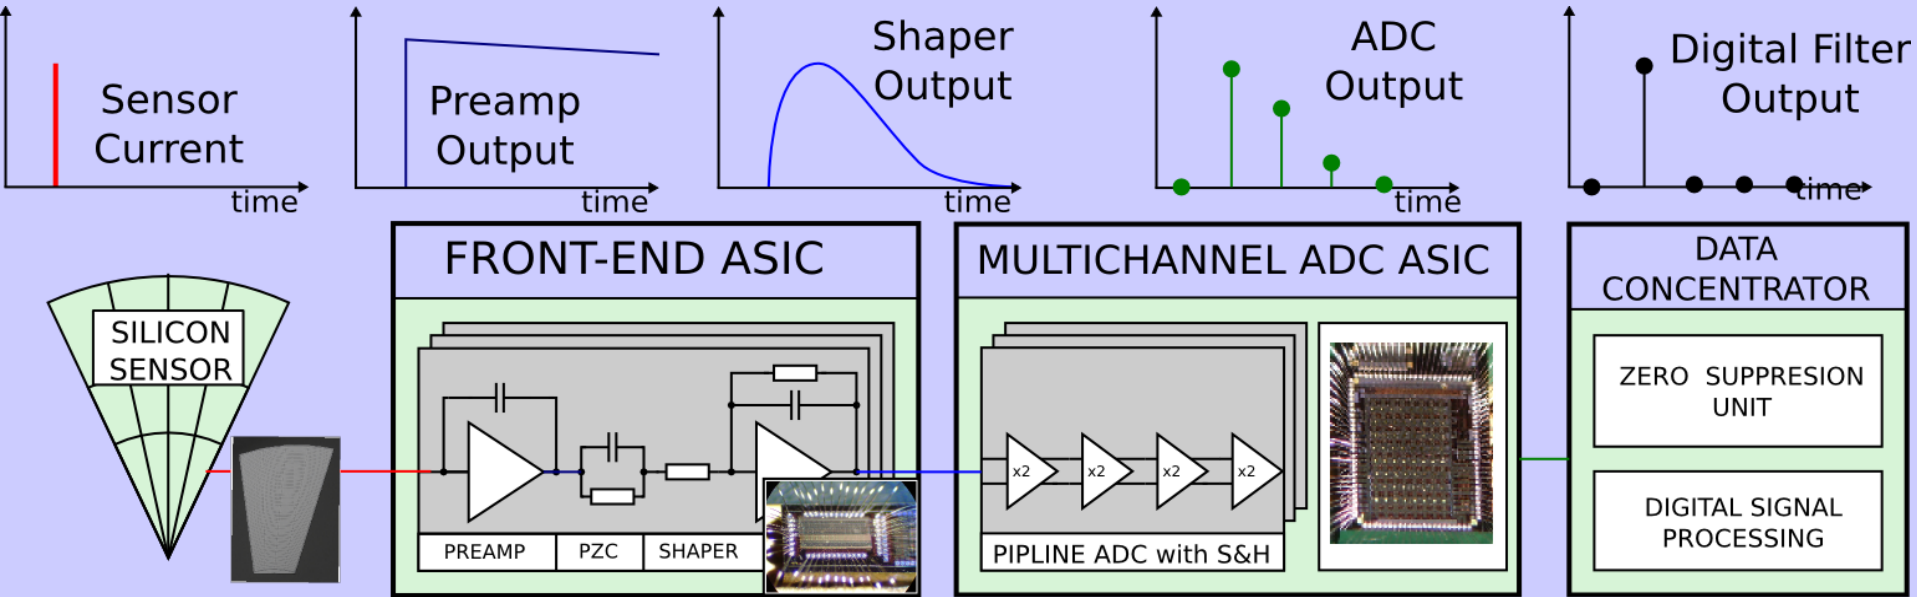 Sensor
Current
time
Preamp
Output
time
Shaper
Output
time
ADC
Output
time
Digital Filter
Output
time
SILICON
SENSOR
FRONT-END ASIC
PREAMP
PZC
SHAPER
MULTICHANNEL ADC ASIC
x2
x2
x2
x2
PIPLINE ADC with S&H
DATA
CONCENTRATOR
ZERO SUPPRESION
UNIT
DIGITAL SIGNAL
PROCESSING